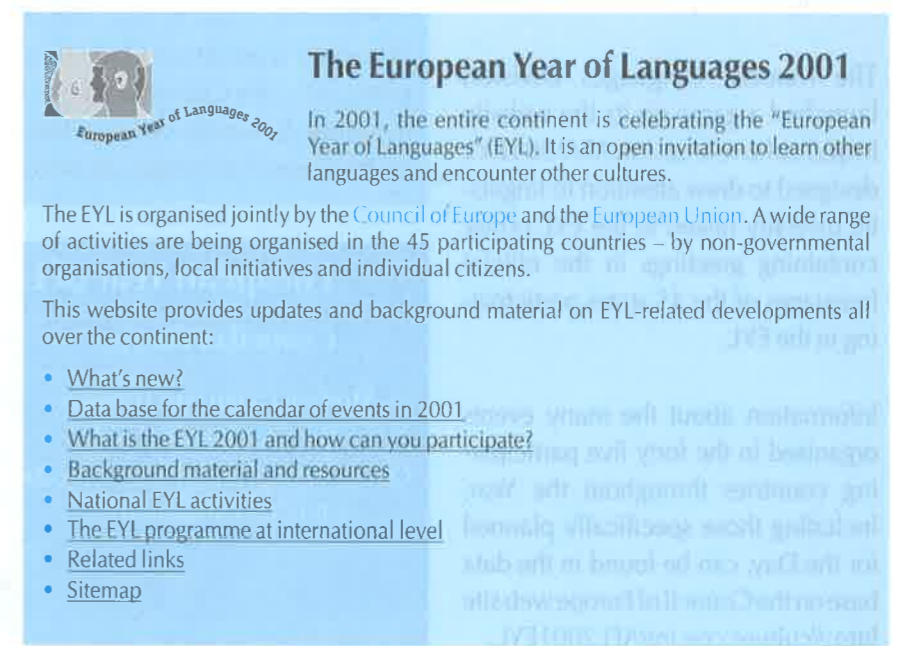 European Year of Languages 2001
The European Year of Languages 2001
In 2001, the entire continent is celebrating the "European
Year of Languages" (EYL). It is an open invitation to learn other
languages and encounter other cultures.
The EYL is organised jointly by the Council of Europe and the European Union. A wide range
of activities are being organised in the 45 participating countries – by non-governmental
organisations, local initiatives and individual citizens.
This website provides updates and background material on EYL-related developments all
over the continent:
• What's new?
• Data base for the calendar of events in 2001
• What is the EYL 2001 and how can you participate?
• Background material and resources
• National EYL activities
• The EYL programme at international level
• Related links
• Sitemap